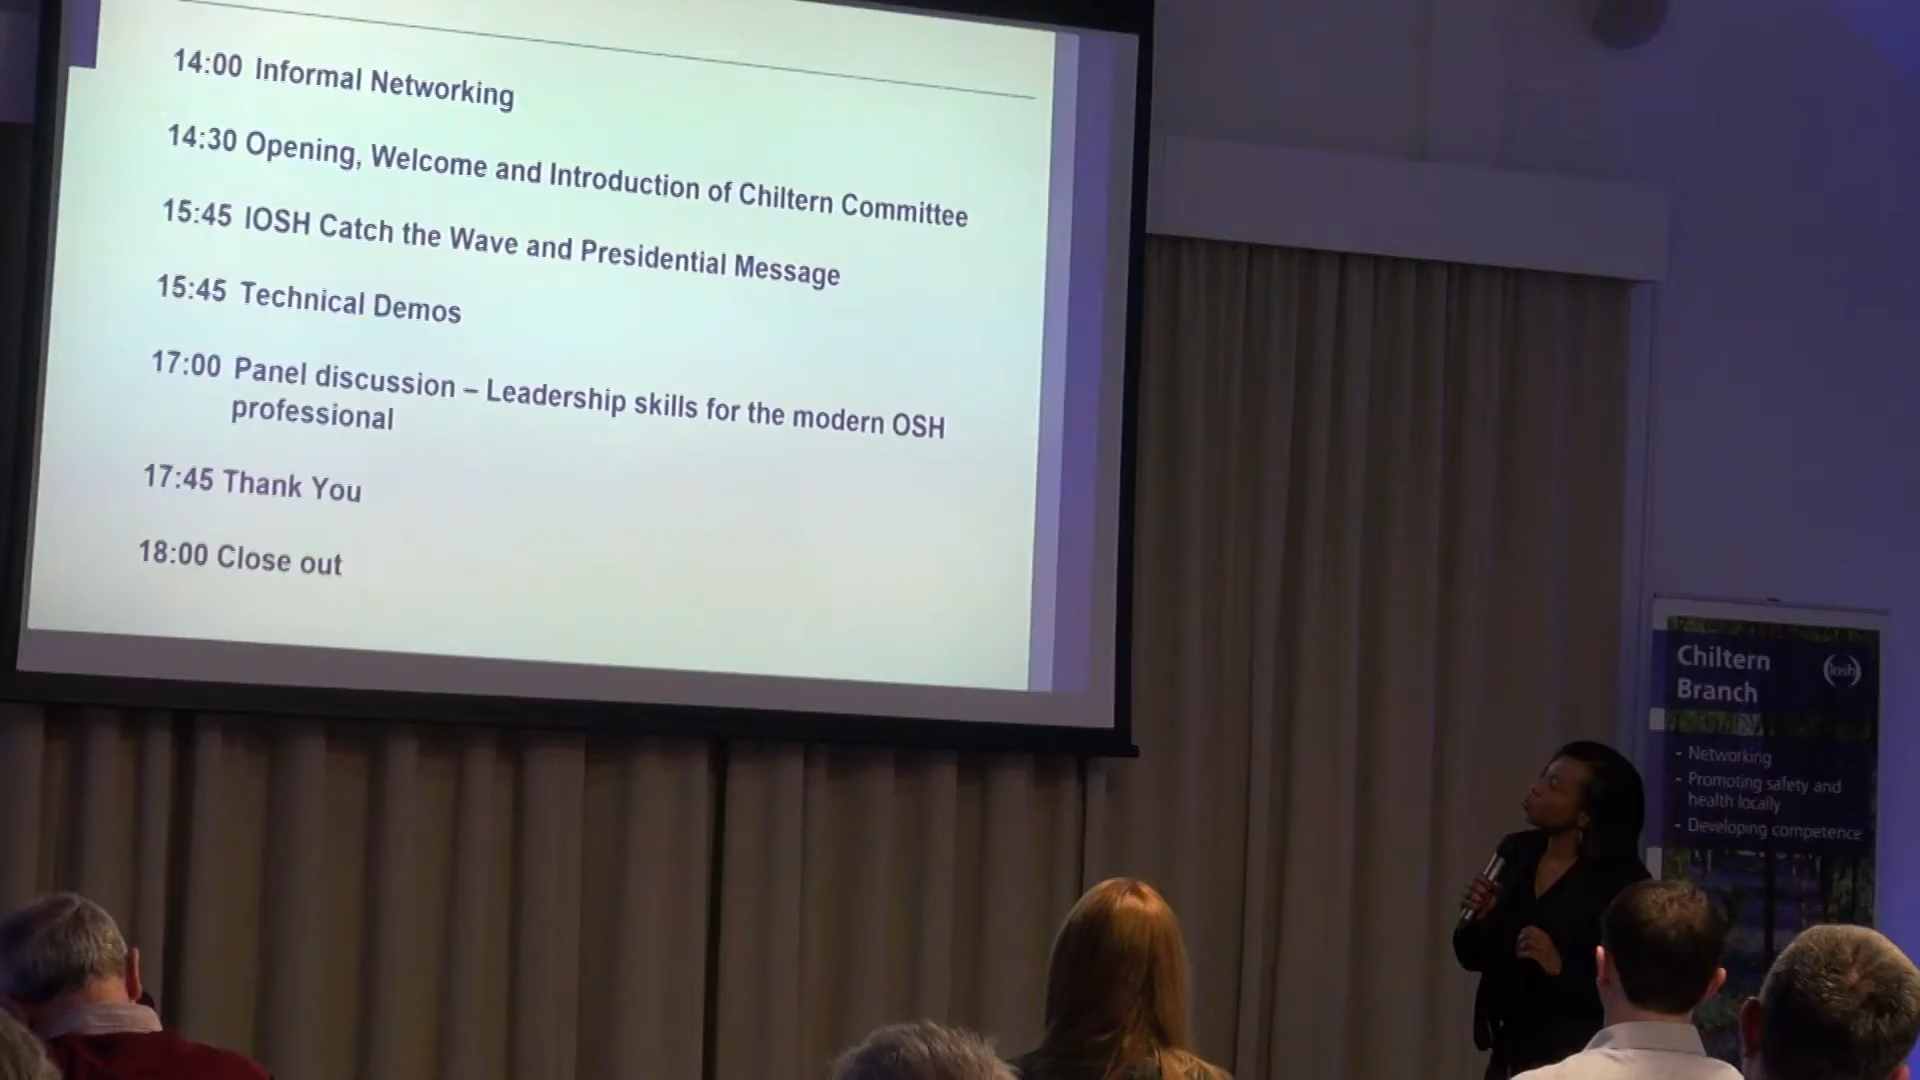 14:00 Informal Networking
14:30 Opening, Welcome and Introduction of Chiltern Committee
15:45 IOSH Catch the Wave and Presidential Message
15:45 Technical Demos
17:00 Panel discussion – Leadership skills for the modern OSH
professional
17:45 Thank You
18:00 Close out
Chiltern
Branch
iosh
- Networking
- Promoting safety and
health locally
- Developing competence